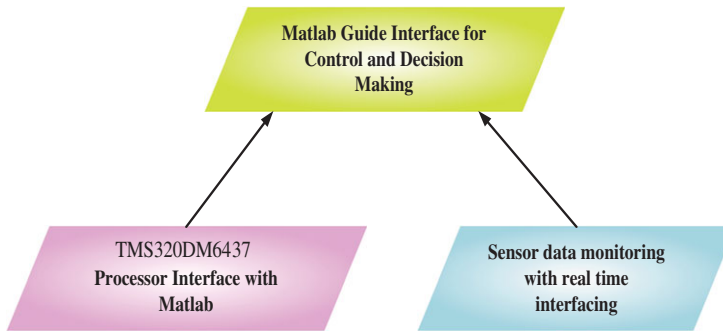 Matlab Guide Interface for
Control and Decision
Making
TMS320DM6437
Processor Interface with
Matlab
Sensor data monitoring
with real time
interfacing